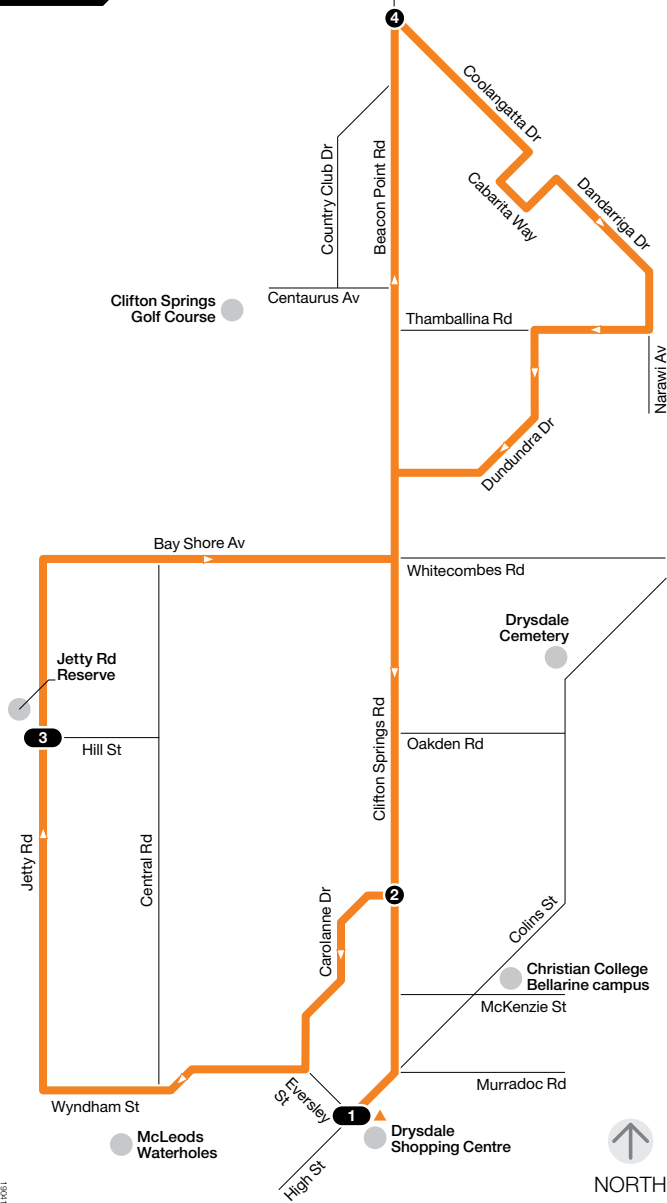 4
Coolangatta Dr
Country Club Dr
Beacon Point Rd
Cabarita Way
Dandarriga Dr
Centaurus Av
Clifton Springs
Golf Course
Thamballina Rd
Narawi Av
Dundundra Dr
Bay Shore Av
Whitecombes Rd
Drysdale
Cemetery
Jetty Rd
Reserve
3
Hill St
Clifton Springs Rd
Oakden Rd
Jetty Rd
Central Rd
Carolanne Dr
2
Colins St
Christian College
Bellarine campus
McKenzie St
Eversley
St
Murradoc Rd
Wyndham St
1
McLeods
Waterholes
Drysdale
Shopping Centre
High St
NORTH